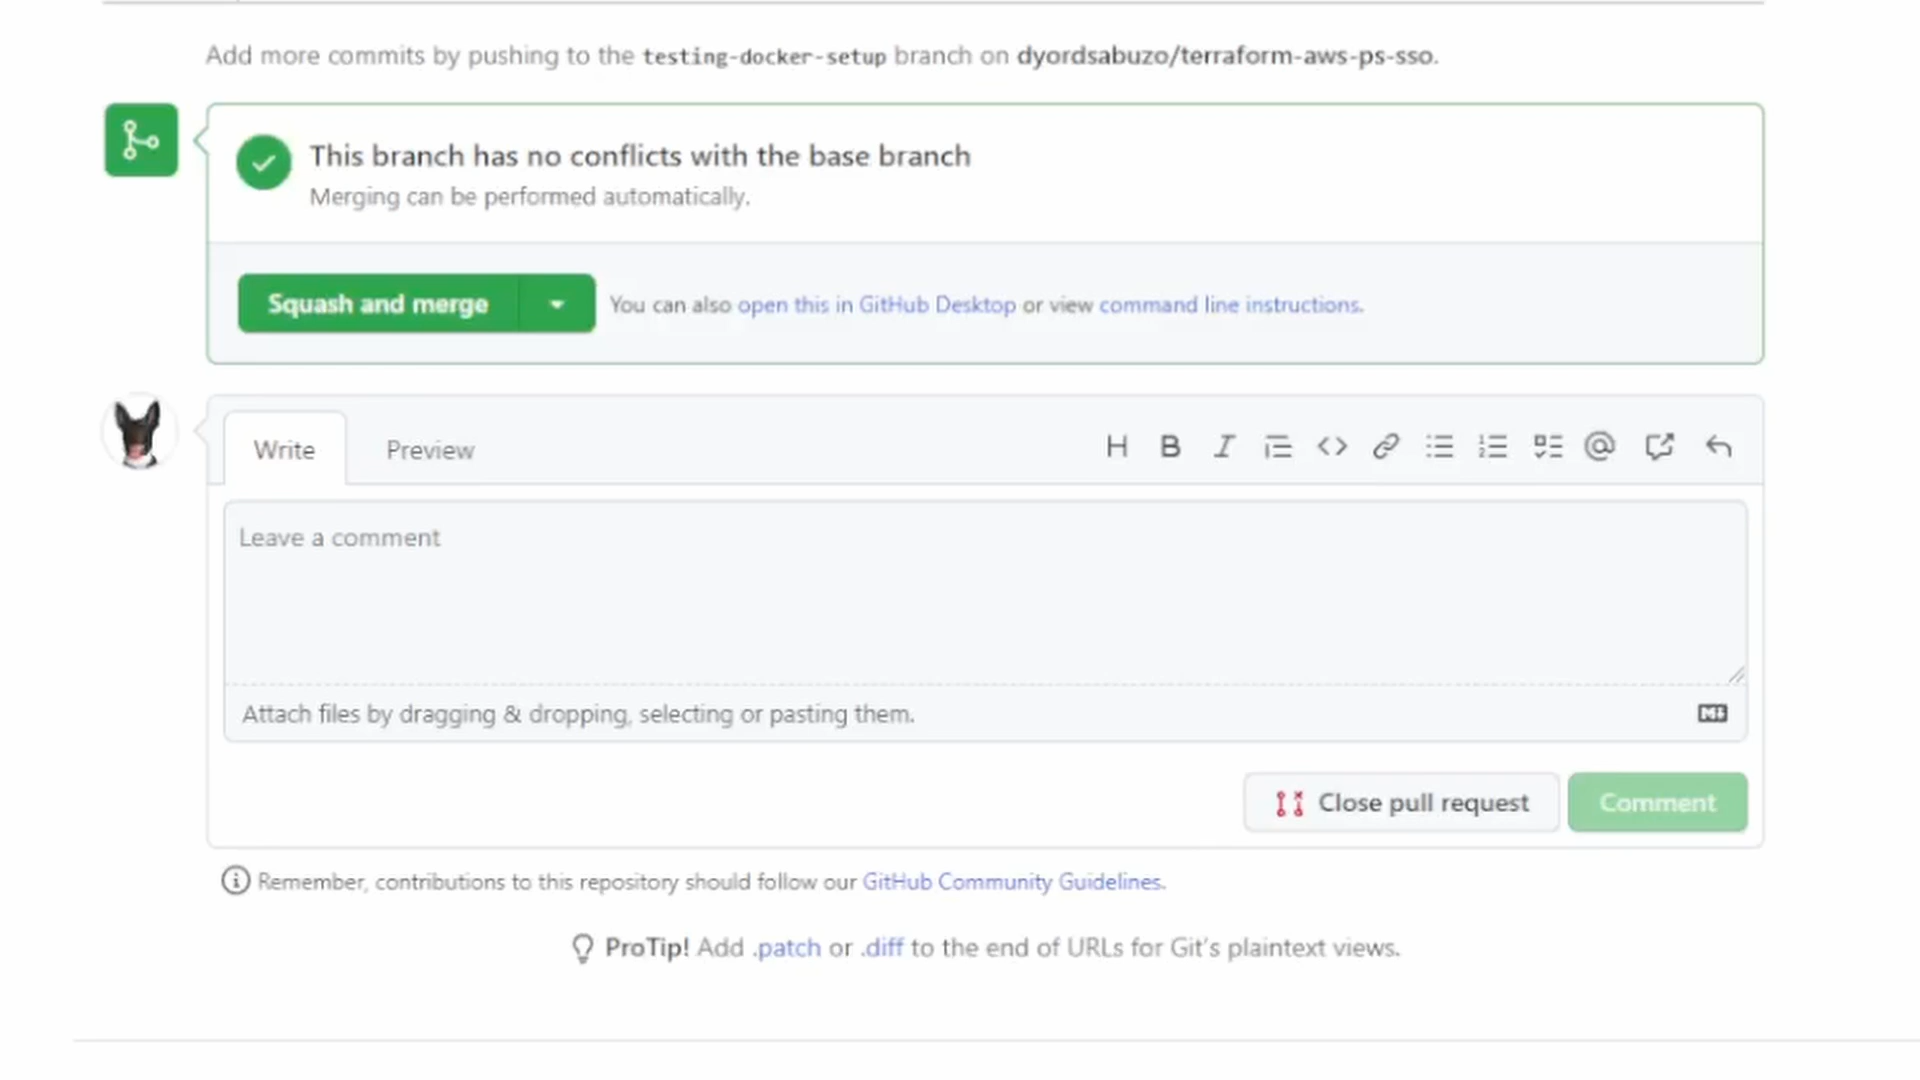 Add more commits by pushing to the testing-docker-setup branch on dyordsabuzo/terraform-aws-ps-sso.
This branch has no conflicts with the base branch
Merging can be performed automatically.
Squash and merge
You can also open this in GitHub Desktop or view command line instructions.
Write
Preview
Leave a comment
Attach files by dragging & dropping, selecting or pasting them.
Close pull request
Comment
Remember, contributions to this repository should follow our GitHub Community Guidelines.
ProTip! Add .patch or .diff to the end of URLs for Git's plaintext views.